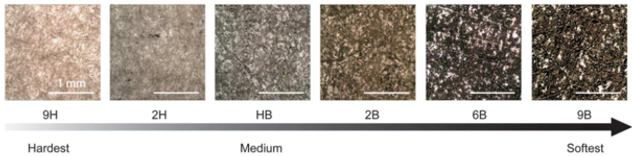 1 mm
9H 2H HB 2B 6B 9B
Hardest Medium Softest